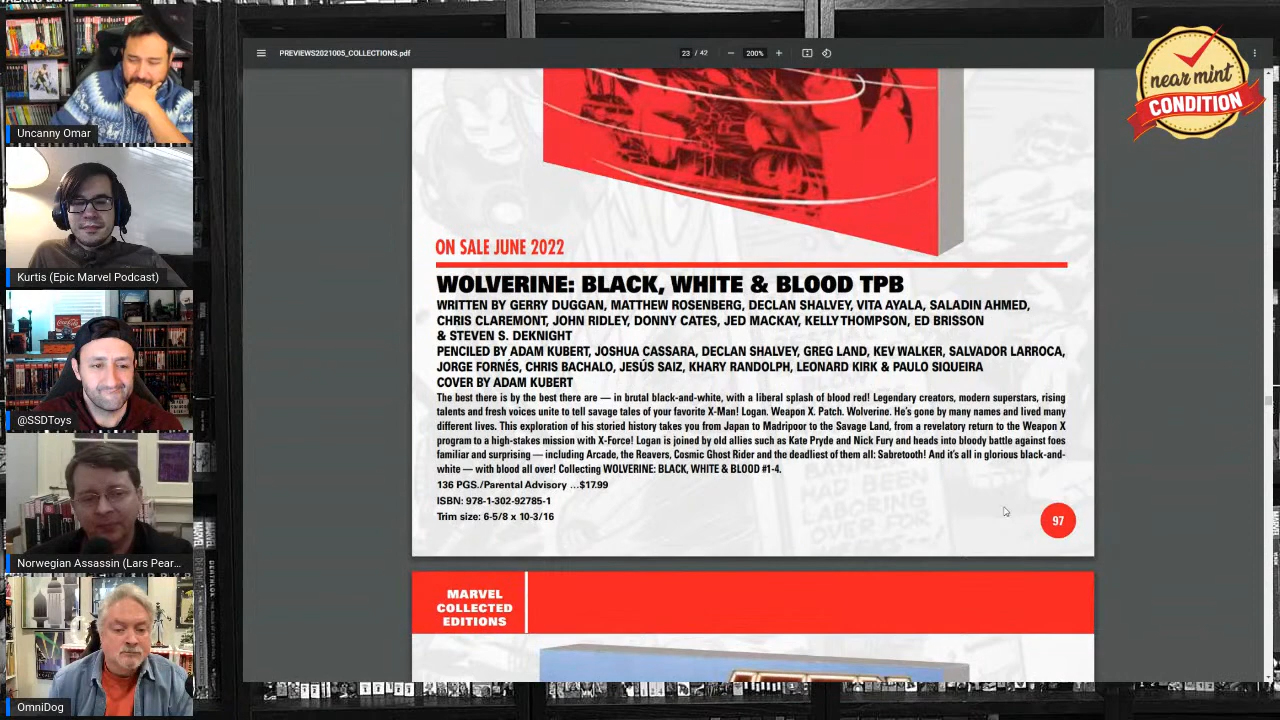 PREVIEWS2021005_COLLECTIONS.pdf
23 / 42
200%
near mint
CONDITION
Uncanny Omar
Kurtis (Epic Marvel Podcast)
@SSDToys
Norwegian Assassin (Lars Pear...
OmniDog
ON SALE JUNE 2022
WOLVERINE: BLACK, WHITE & BLOOD TPB
WRITTEN BY GERRY DUGGAN, MATTHEW ROSENBERG, DECLAN SHALVEY, VITA AYALA, SALADIN AHMED,
CHRIS CLAREMONT, JOHN RIDLEY, DONNY CATES, JED MACKAY, KELLY THOMPSON, ED BRISSON
& STEVEN S. DEKNIGHT
PENCILED BY ADAM KUBERT, JOSHUA CASSARA, DECLAN SHALVEY, GREG LAND, KEV WALKER, SALVADOR LARROCA,
JORGE FORNÉS, CHRIS BACHALO, JESÚS SAIZ, KHARY RANDOLPH, LEONARD KIRK & PAULO SIQUEIRA
COVER BY ADAM KUBERT
The best there is by the best there are — in brutal black-and-white, with a liberal splash of blood red! Legendary creators, modern superstars, rising
talents and fresh voices unite to tell savage tales of your favorite X-Man! Logan. Weapon X. Patch. Wolverine. He's gone by many names and lived many
different lives. This exploration of his storied history takes you from Japan to Madripoor to the Savage Land, from a revelatory return to the Weapon X
program to a high-stakes mission with X-Force! Logan is joined by old allies such as Kate Pryde and Nick Fury and heads into bloody battle against foes
familiar and surprising — including Arcade, the Reavers, Cosmic Ghost Rider and the deadliest of them all: Sabretooth! And it's all in glorious black-and-
white — with blood all over! Collecting WOLVERINE: BLACK, WHITE & BLOOD #1-4.
136 PGS./Parental Advisory ...$17.99
ISBN: 978-1-302-92785-1
Trim size: 6-5/8 x 10-3/16
97
MARVEL
COLLECTED
EDITIONS